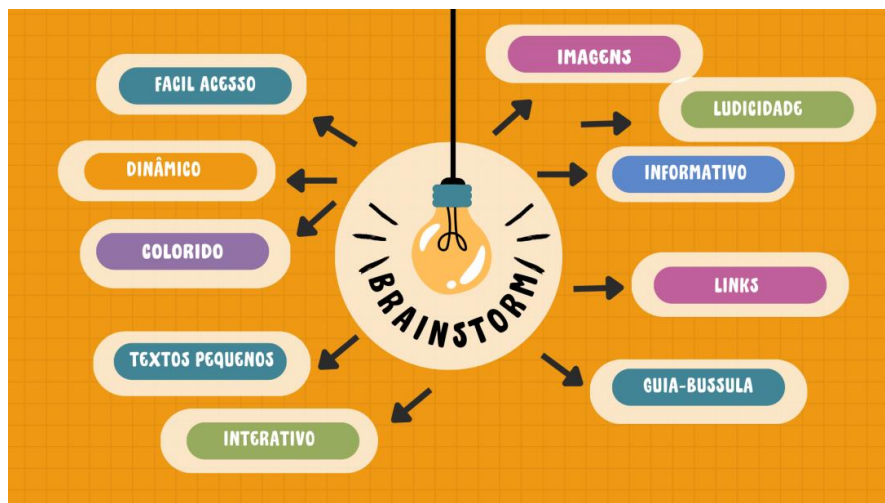 FACIL ACESSO
DINÂMICO
COLORIDO
TEXTOS PEQUENOS
INTERATIVO
BRAINSTORM
IMAGENS
LUDICIDADE
INFORMATIVO
LINKS
GUIA-BUSSULA